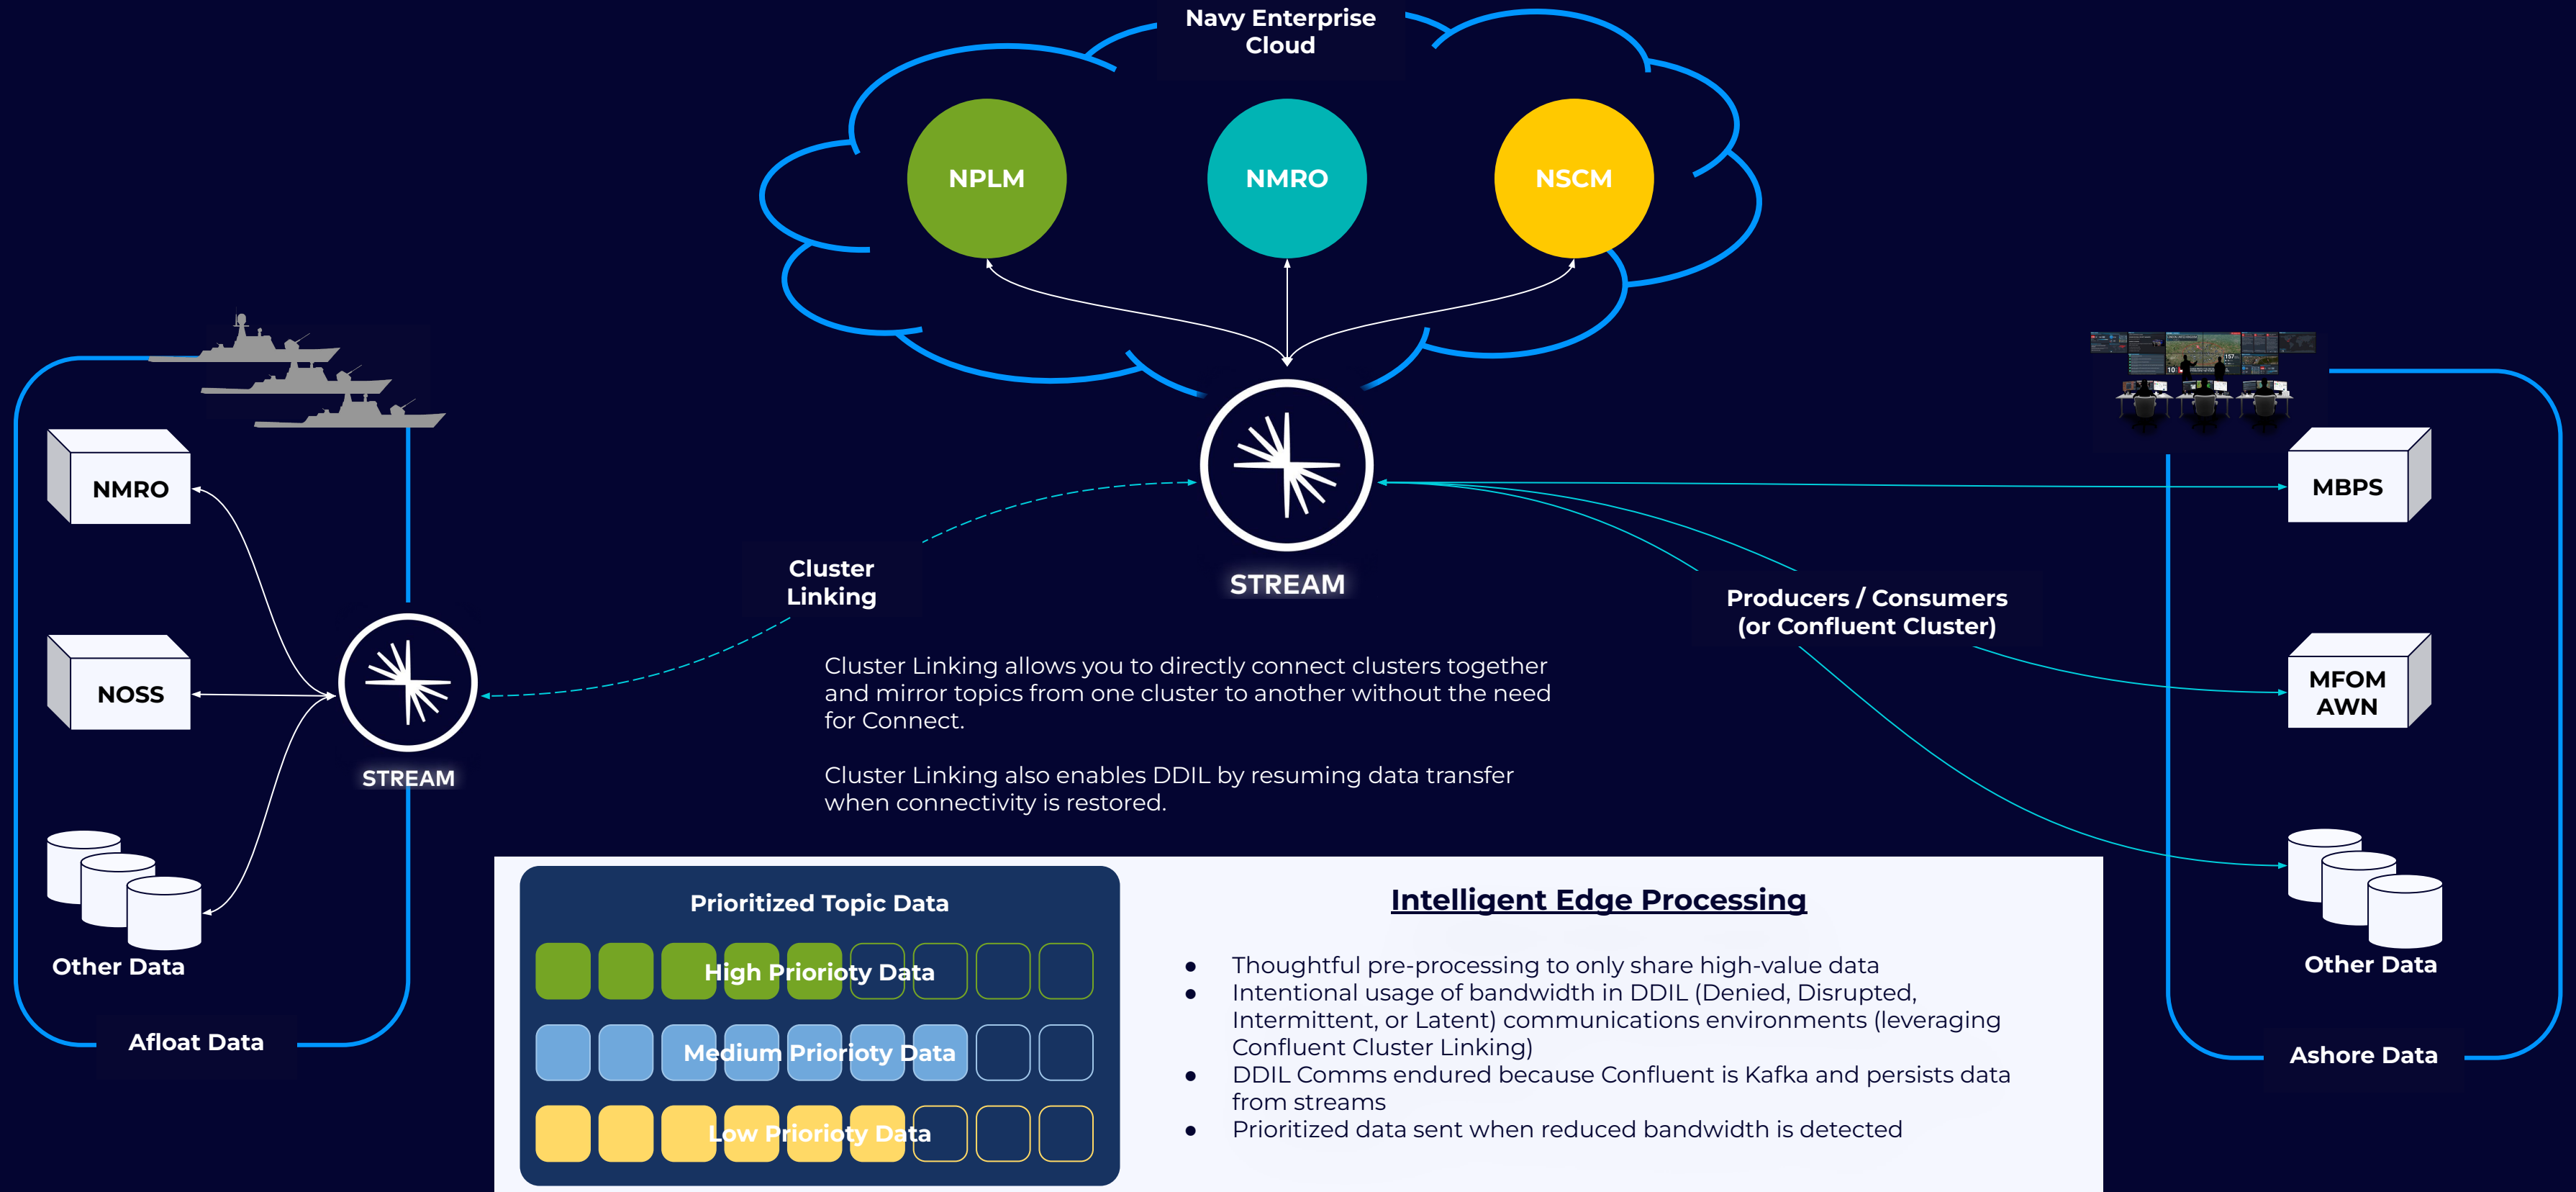 Navy Enterprise
Cloud
NPLM
NMRO
NSCM
STREAM
NMRO
NOSS
Other Data
STREAM
Afloat Data
Cluster
Linking
Cluster Linking allows you to directly connect clusters together
and mirror topics from one cluster to another without the need
for Connect.
Cluster Linking also enables DDIL by resuming data transfer
when connectivity is restored.
Producers / Consumers
(or Confluent Cluster)
MBPS
MFOM
AWN
Other Data
Ashore Data
Prioritized Topic Data
High Priorioty Data
Medium Priorioty Data
Low Priorioty Data
Intelligent Edge Processing
● Thoughtful pre-processing to only share high-value data
● Intentional usage of bandwidth in DDIL (Denied, Disrupted,
Intermittent, or Latent) communications environments (leveraging
Confluent Cluster Linking)
● DDIL Comms endured because Confluent is Kafka and persists data
from streams
● Prioritized data sent when reduced bandwidth is detected